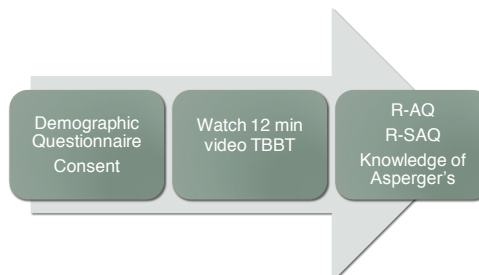 Demographic
Questionnaire
Consent
Watch 12 min
video TBBT
R-AQ
R-SAQ
Knowledge of
Asperger's